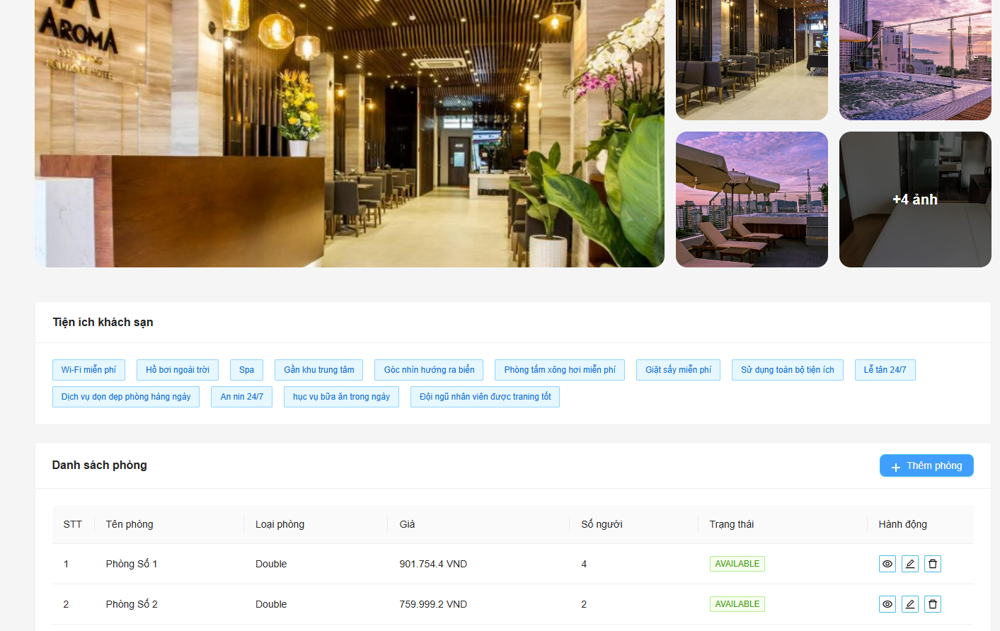 AROMA
NHA TRANG
BOUTIQUE HOTEL
+4 ảnh
Tiện ích khách sạn
Wi-Fi miễn phí Hồ bơi ngoài trời Spa Gần khu trung tâm Góc nhìn hướng ra biển Phòng tắm xông hơi miễn phí Giặt sấy miễn phí Sử dụng toàn bộ tiện ích Lễ tân 24/7
Dịch vụ dọn dẹp phòng hàng ngày An nin 24/7 hục vụ bữa ăn trong ngày Đội ngũ nhân viên được traning tốt
Danh sách phòng + Thêm phòng
STT Tên phòng Loại phòng Giá Số người Trạng thái Hành động
1 Phòng Số 1 Double 901.754.4 VND 4 AVAILABLE
2 Phòng Số 2 Double 759.999.2 VND 2 AVAILABLE